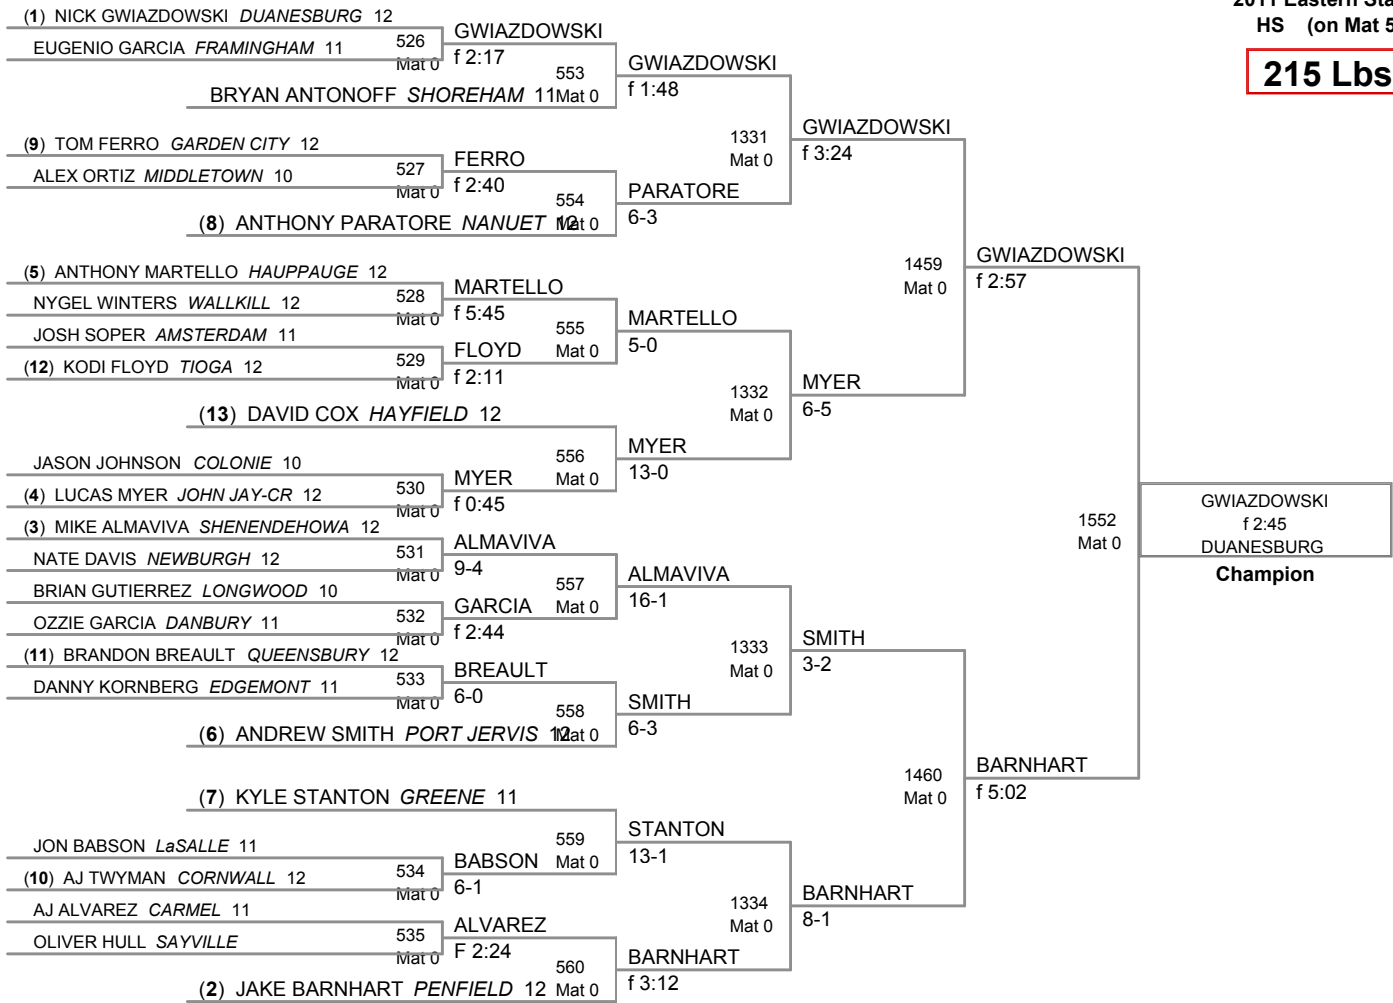 2011 Eastern Sta
HS (on Mat 5
215 Lbs
(1) NICK GWIAZDOWSKI DUANESBURG 12
EUGENIO GARCIA FRAMINGHAM 11
526
Mat 0
GWIAZDOWSKI
f 2:17
BRYAN ANTONOFF SHOREHAM 11
553
Mat 0
GWIAZDOWSKI
f 1:48
(9) TOM FERRO GARDEN CITY 12
ALEX ORTIZ MIDDLETOWN 10
527
Mat 0
FERRO
f 2:40
(8) ANTHONY PARATORE NANUET 12
554
Mat 0
PARATORE
6-3
1331
Mat 0
GWIAZDOWSKI
f 3:24
(5) ANTHONY MARTELLO HAUPPAUGE 12
NYGEL WINTERS WALLKILL 12
528
Mat 0
MARTELLO
f 5:45
JOSH SOPER AMSTERDAM 11
(12) KODI FLOYD TIOGA 12
529
Mat 0
FLOYD
f 2:11
555
Mat 0
MARTELLO
5-0
(13) DAVID COX HAYFIELD 12
JASON JOHNSON COLONIE 10
(4) LUCAS MYER JOHN JAY-CR 12
530
Mat 0
MYER
f 0:45
556
Mat 0
MYER
13-0
1332
Mat 0
MYER
6-5
1459
Mat 0
GWIAZDOWSKI
f 2:57
(3) MIKE ALMAVIVA SHENENDEHOWA 12
NATE DAVIS NEWBURGH 12
531
Mat 0
ALMAVIVA
9-4
BRIAN GUTIERREZ LONGWOOD 10
OZZIE GARCIA DANBURY 11
532
Mat 0
GARCIA
f 2:44
557
Mat 0
ALMAVIVA
16-1
(11) BRANDON BREAULT QUEENSBURY 12
DANNY KORNBERG EDGEMONT 11
533
Mat 0
BREAULT
6-0
(6) ANDREW SMITH PORT JERVIS 12
558
Mat 0
SMITH
6-3
1333
Mat 0
SMITH
3-2
(7) KYLE STANTON GREENE 11
JON BABSON LaSALLE 11
(10) AJ TWYMAN CORNWALL 12
534
Mat 0
BABSON
6-1
559
Mat 0
STANTON
13-1
AJ ALVAREZ CARMEL 11
OLIVER HULL SAYVILLE
535
Mat 0
ALVAREZ
F 2:24
(2) JAKE BARNHART PENFIELD 12
560
Mat 0
BARNHART
f 3:12
1334
Mat 0
BARNHART
8-1
1460
Mat 0
BARNHART
f 5:02
1552
Mat 0
GWIAZDOWSKI
f 2:45
DUANESBURG
Champion